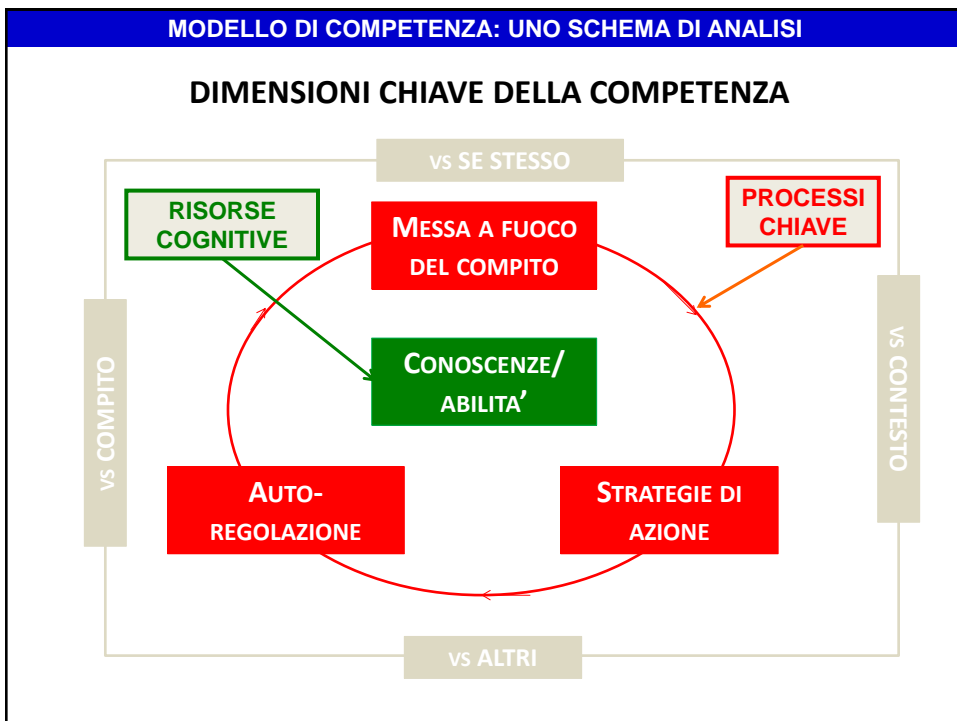 MODELLO DI COMPETENZA: UNO SCHEMA DI ANALISI
DIMENSIONI CHIAVE DELLA COMPETENZA
VS SE STESSO
RISORSE
COGNITIVE
PROCESSI
CHIAVE
MESSA A FUOCO
DEL COMPITO
VS COMPITO
VS CONTESTO
CONOSCENZE/
ABILITA’
AUTO-
REGOLAZIONE
STRATEGIE DI
AZIONE
VS ALTRI